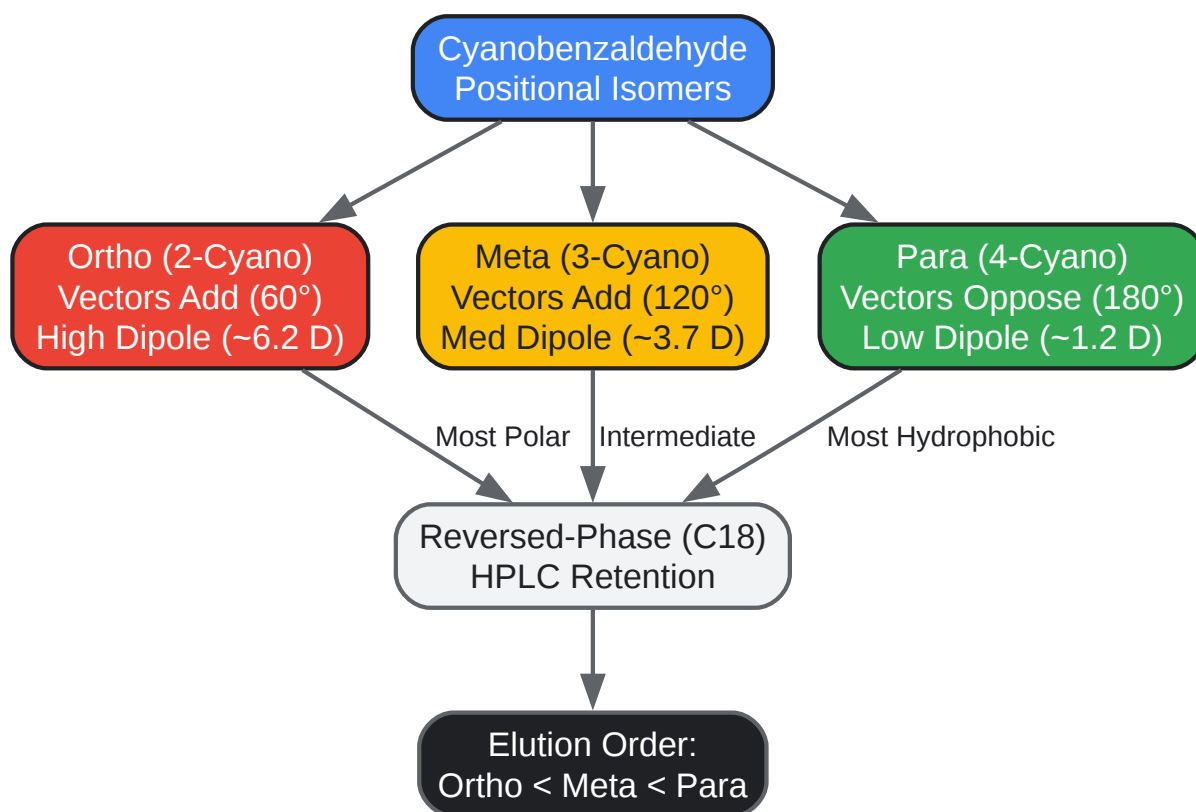 Cyanobenzaldehyde
Positional Isomers
Ortho (2-Cyano)
Vectors Add (60°)
High Dipole (~6.2 D)
Meta (3-Cyano)
Vectors Add (120°)
Med Dipole (~3.7 D)
Para (4-Cyano)
Vectors Oppose (180°)
Low Dipole (~1.2 D)
Most Polar
Intermediate
Most Hydrophobic
Reversed-Phase (C18)
HPLC Retention
Elution Order:
Ortho < Meta < Para